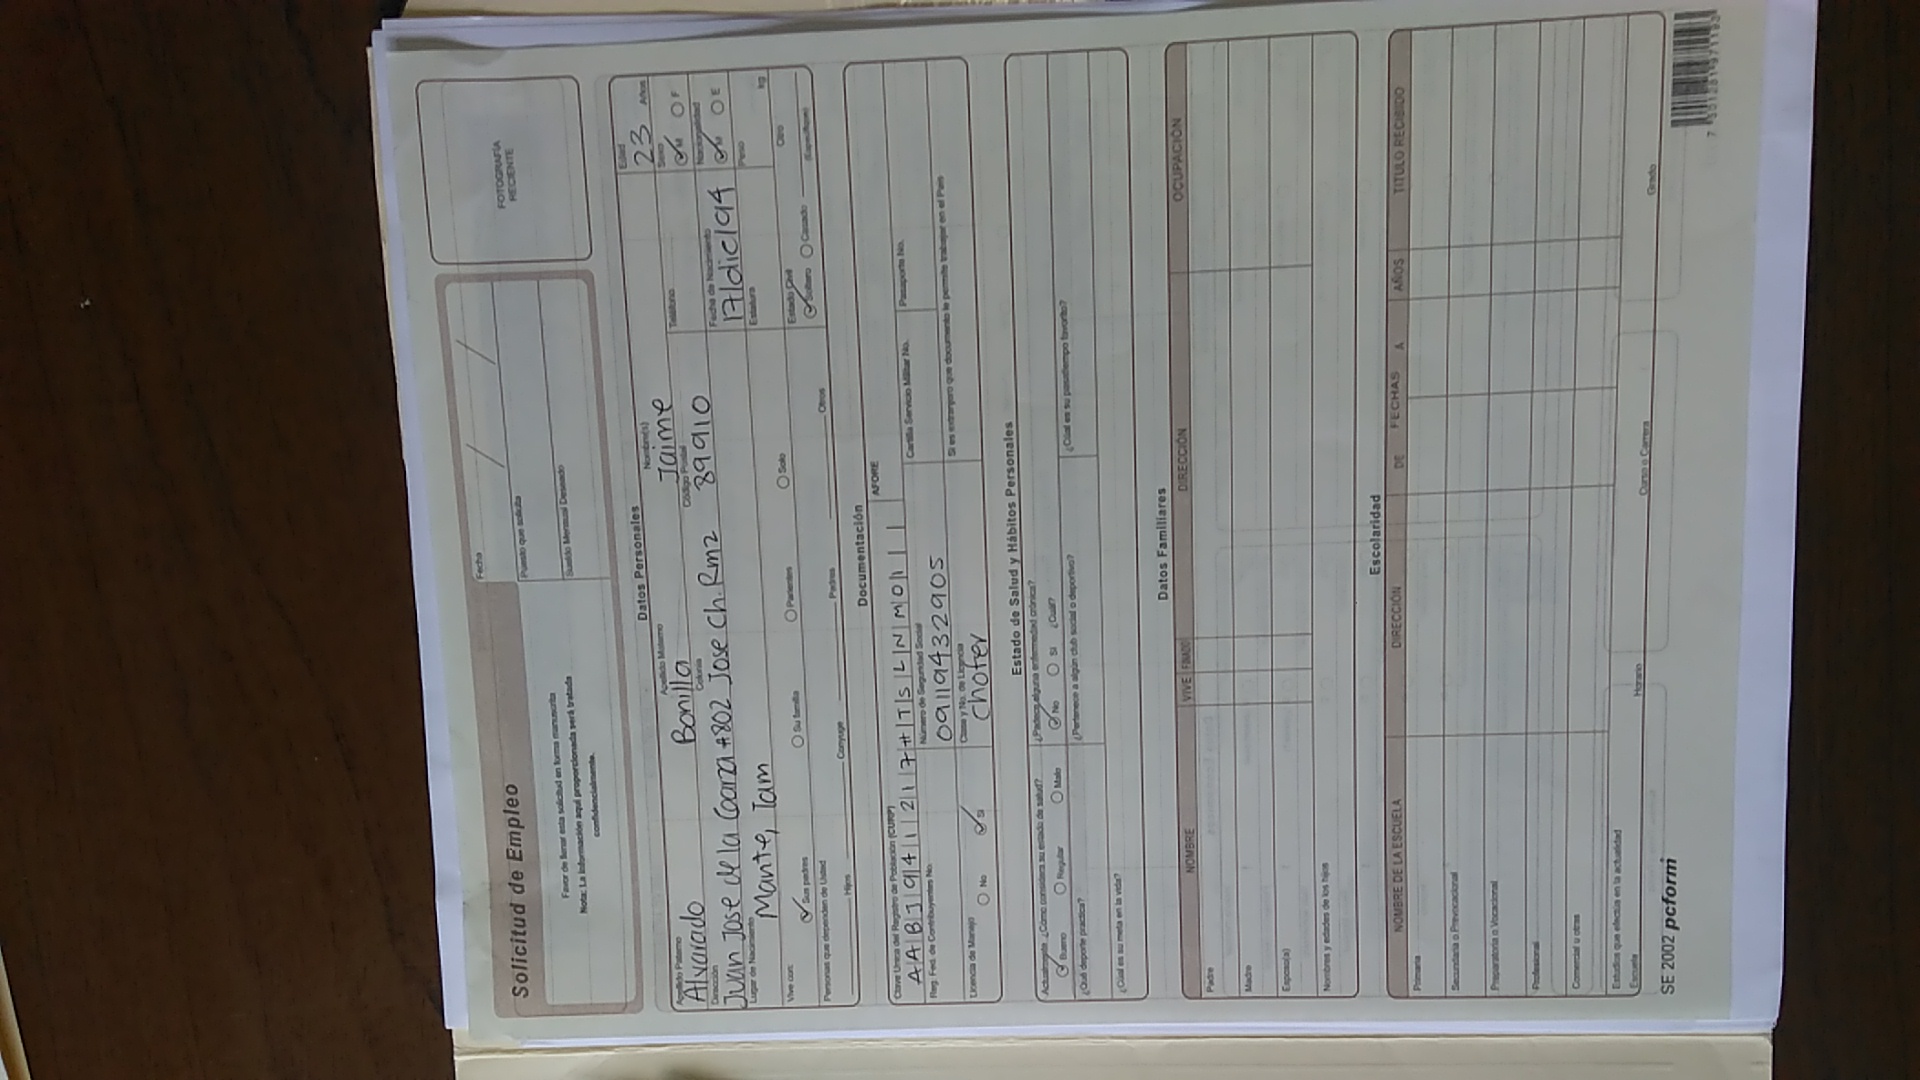 Solicitud de Empleo
Favor de llenar esta solicitud en forma manuscrita
Nota: La información aquí proporcionada será tratada
confidencialmente.
Fecha / /
Puesto que solicita
Sueldo Mensual Deseado
FOTOGRAFÍA
RECIENTE
Datos Personales
Apellido Paterno Apellido Materno Nombre(s) Edad
Alvarado Bonilla Jaime 23 Años
Dirección Colonia Código Postal Teléfono Sexo
Juan Jose de la Garza #802 Jose Ch. Rmz 89910 M F
Lugar de Nacimiento Fecha de Nacimiento Nacionalidad
Mante, Tam 17/dic/94 M E
Estatura Peso kg
Vive con: Estado Civil
Sus padres Su familia Parientes Solo Soltero Casado Otro
(Especifique)
Personas que dependen de Usted
Hijos Conyuge Padres Otros
Documentación
Clave Única del Registro de Población (CURP) AFORE
AABJ941217HTSLNM01
Reg. Fed. de Contribuyentes No. Número de Seguridad Social Cartilla Servicio Militar No. Pasaporte No.
09119432905
Licencia de Manejo Clase y No. de Licencia Si es extranjero que documento le permite trabajar en el País
No Si Chofer
Estado de Salud y Hábitos Personales
Actualmente ¿Cómo considera su estado de salud? ¿Padece alguna enfermedad crónica?
Bueno Regular Malo No Si ¿Cuál?
¿Qué deporte practica? ¿Pertenece a algún club social o deportivo? ¿Cuál es su pasatiempo favorito?
¿Cuál es su meta en la vida?
Datos Familiares
NOMBRE VIVE FINADO DIRECCIÓN OCUPACIÓN
Padre
Madre
Esposo(a)
Nombres y edades de los hijos
Escolaridad
NOMBRE DE LA ESCUELA DIRECCIÓN DE FECHAS A AÑOS TITULO RECIBIDO
Primaria
Secundaria o Prevocacional
Preparatoria o Vocacional
Profesional
Comercial u otras
Estudios que efectúa en la actualidad
Escuela Horario Curso o Carrera Grado
SE 2002 pcform